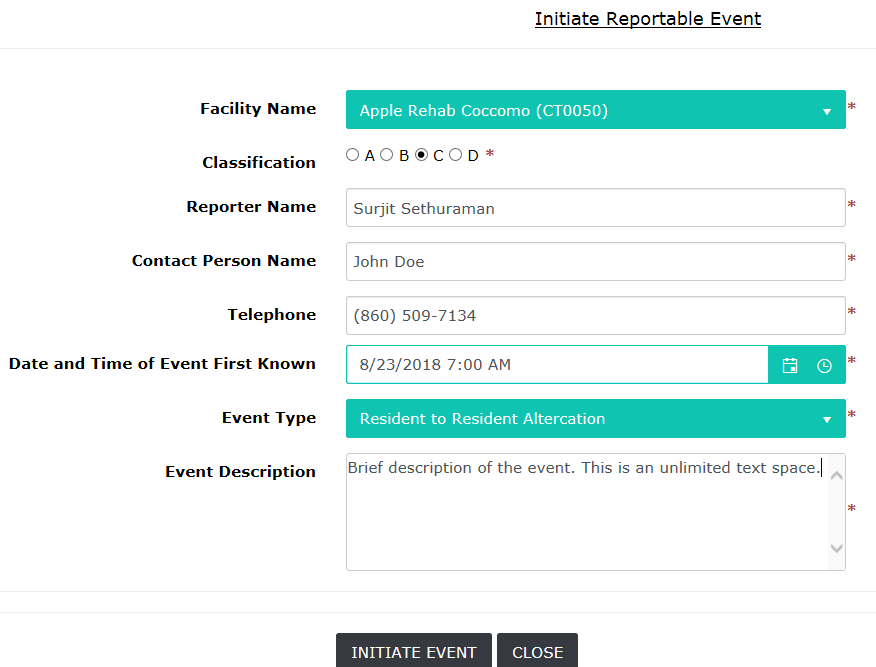 Initiate Reportable Event
Facility Name Apple Rehab Coccomo (CT0050) *
Classification A B C D *
Reporter Name Surjit Sethuraman *
Contact Person Name John Doe *
Telephone (860) 509-7134 *
Date and Time of Event First Known 8/23/2018 7:00 AM *
Event Type Resident to Resident Altercation *
Event Description Brief description of the event. This is an unlimited text space. *
INITIATE EVENT CLOSE